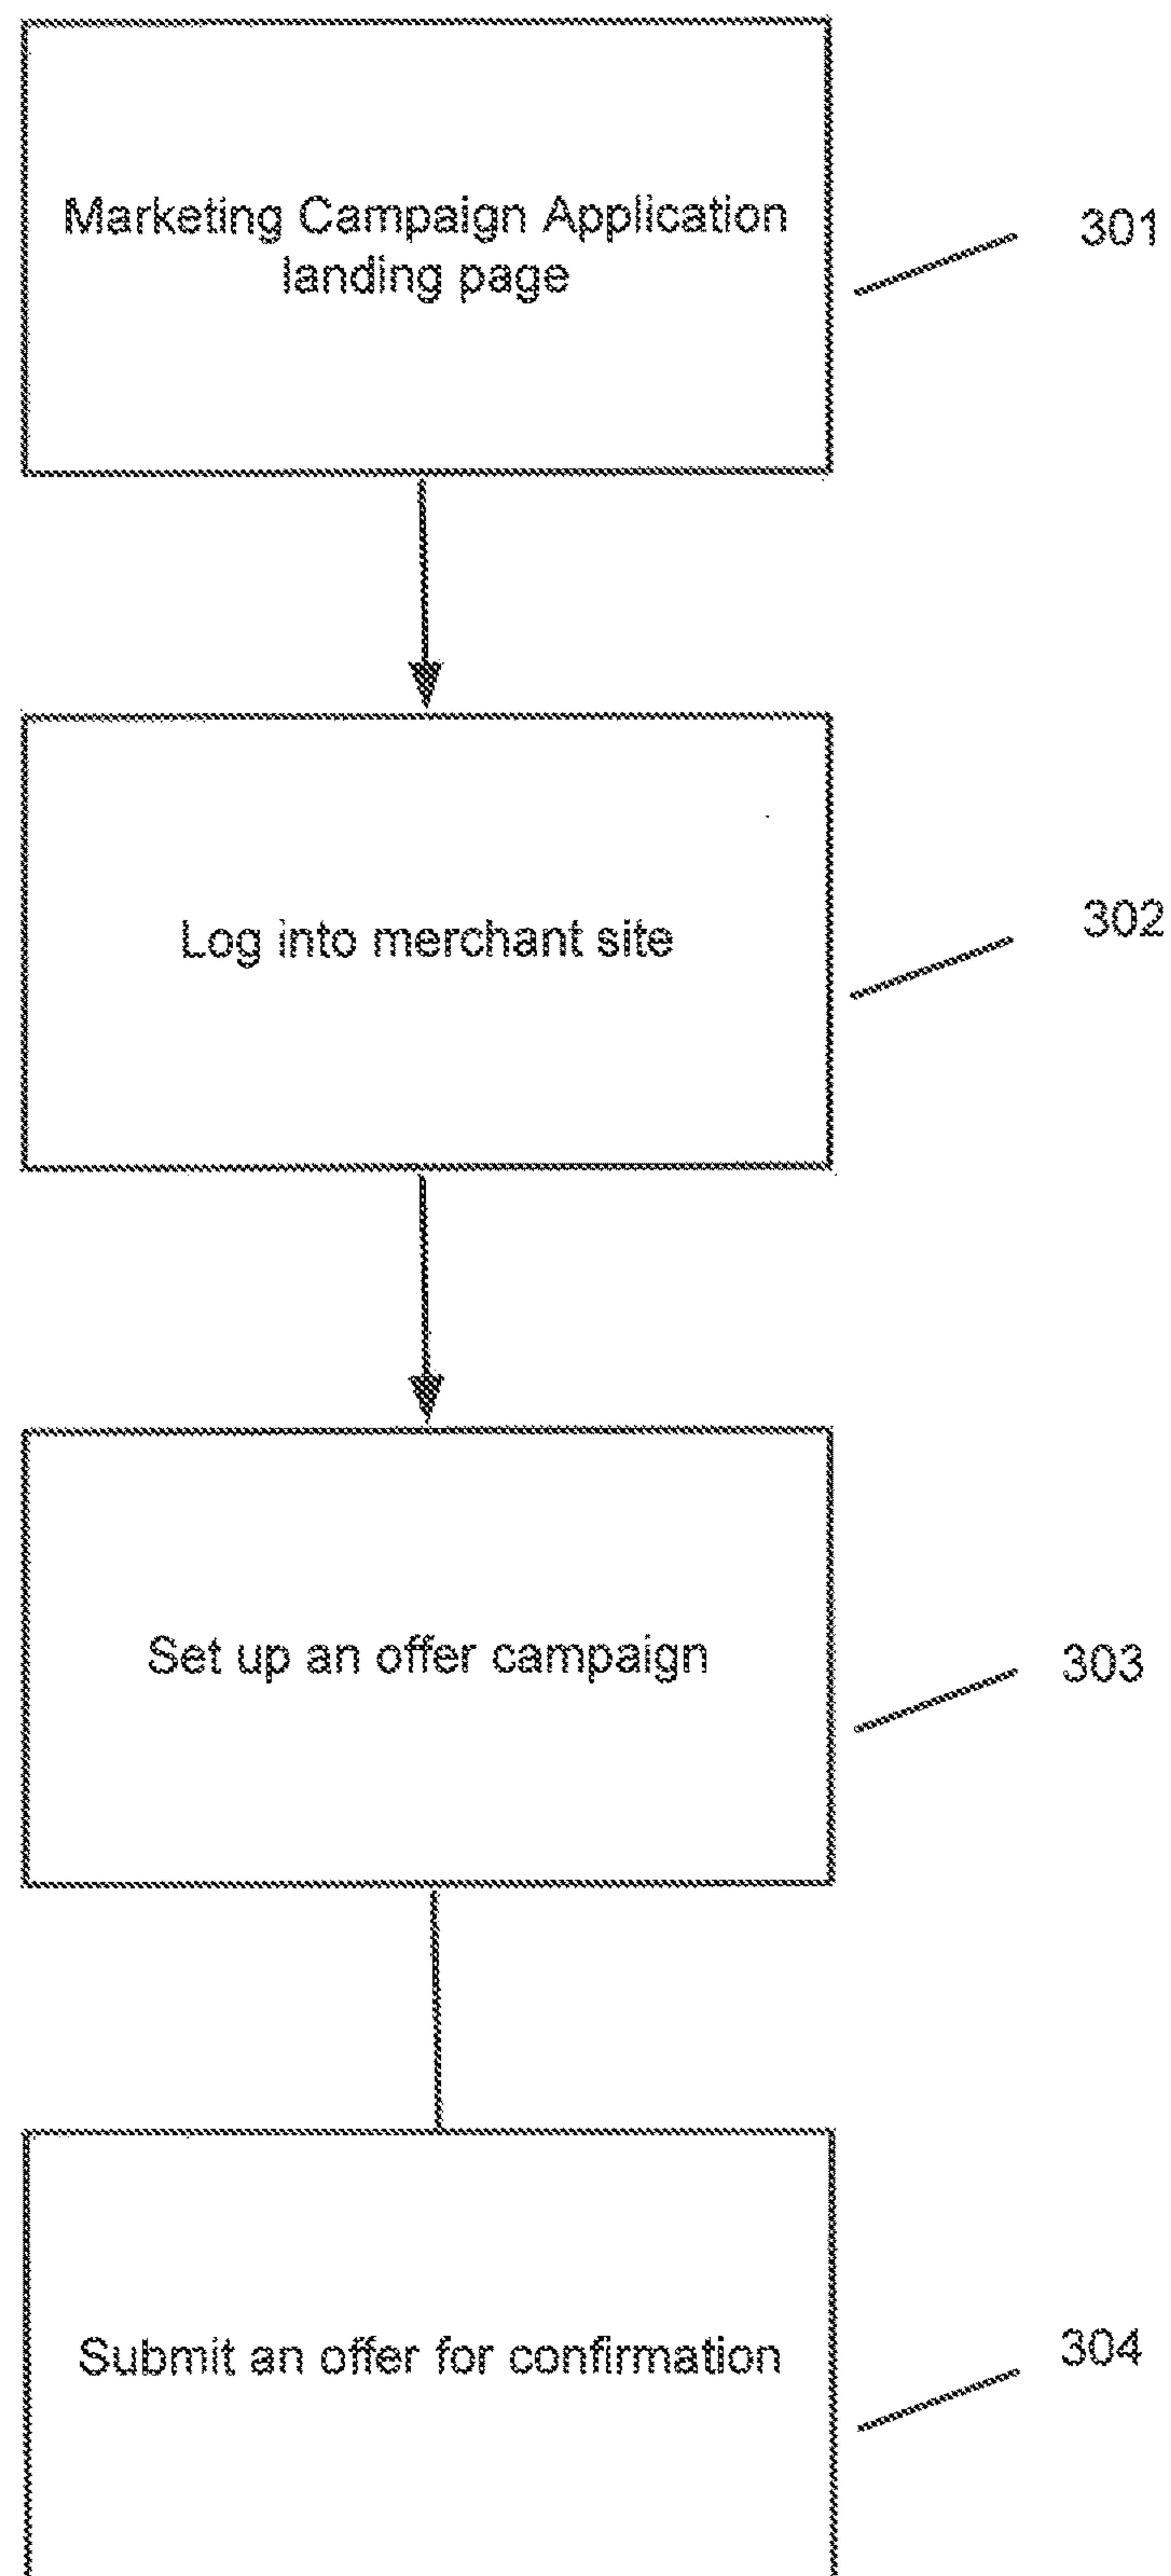 Marketing Campaign Application
landing page
301
Log into merchant site
302
Set up an offer campaign
303
Submit an offer for confirmation
304